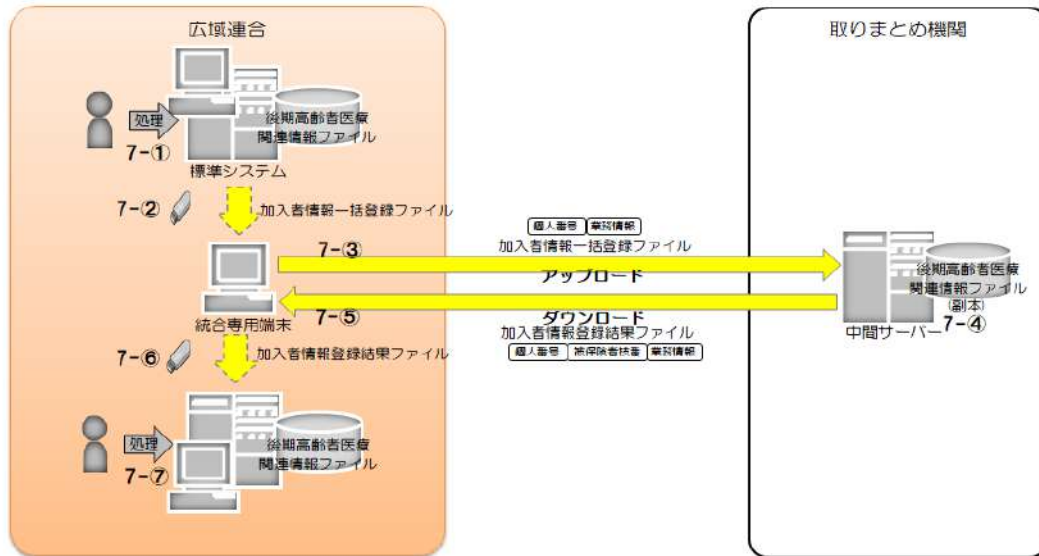 広域連合
処理
7-①
後期高齢者医療
関連情報ファイル
標準システム
7-②
加入者情報一括登録ファイル
7-③
個人番号 業務情報
加入者情報一括登録ファイル
アップロード
7-⑤
ダウンロード
加入者情報登録結果ファイル
個人番号 被保険者枝番 業務情報
統合専用端末
7-⑥
加入者情報登録結果ファイル
処理
7-⑦
後期高齢者医療
関連情報ファイル
取りまとめ機関
後期高齢者医療
関連情報ファイル
(副本)
7-④
中間サーバー